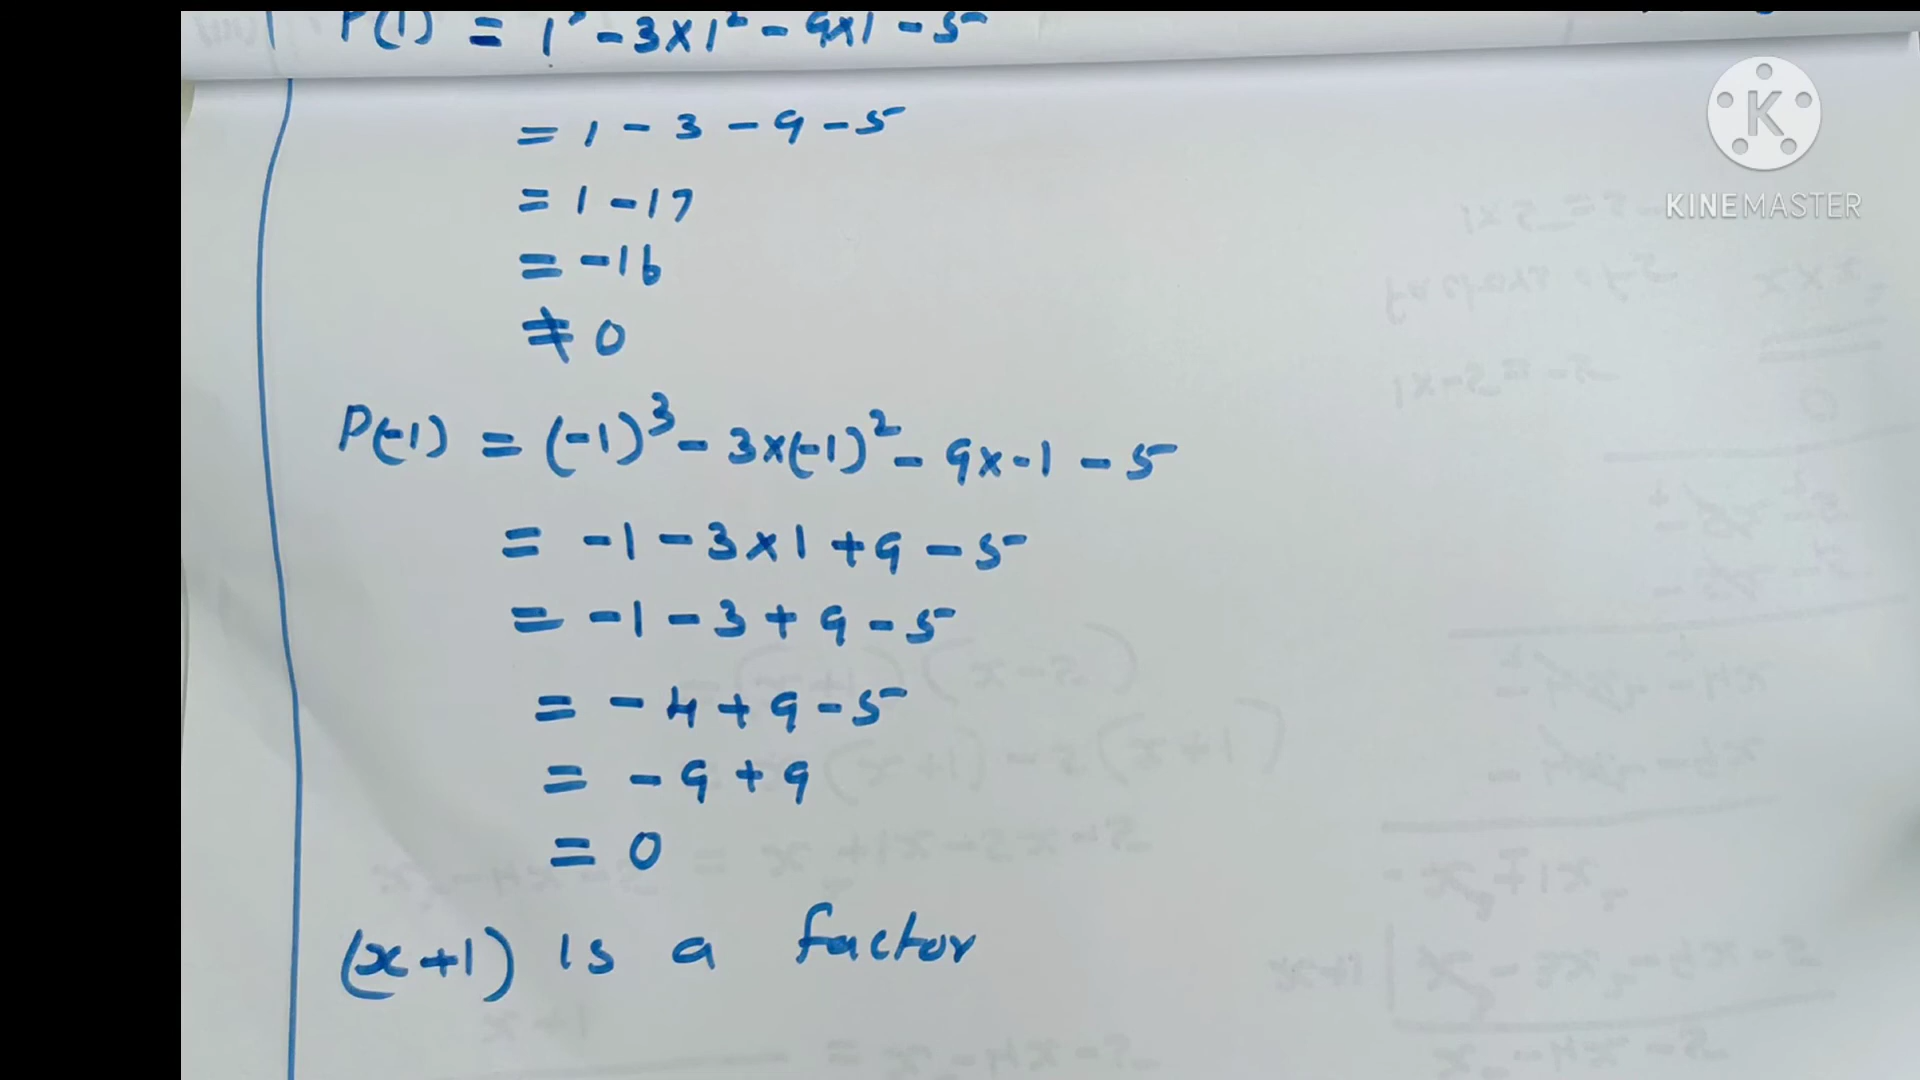 P(1) = 1³ - 3×1² - 9×1 - 5
= 1 - 3 - 9 - 5
= 1 - 17
= -16
≠ 0
P(-1) = (-1)³ - 3×(-1)² - 9×-1 - 5
= -1 - 3×1 + 9 - 5
= -1 - 3 + 9 - 5
= -4 + 9 - 5
= -9 + 9
= 0
(x+1) is a factor
K
KINEMASTER